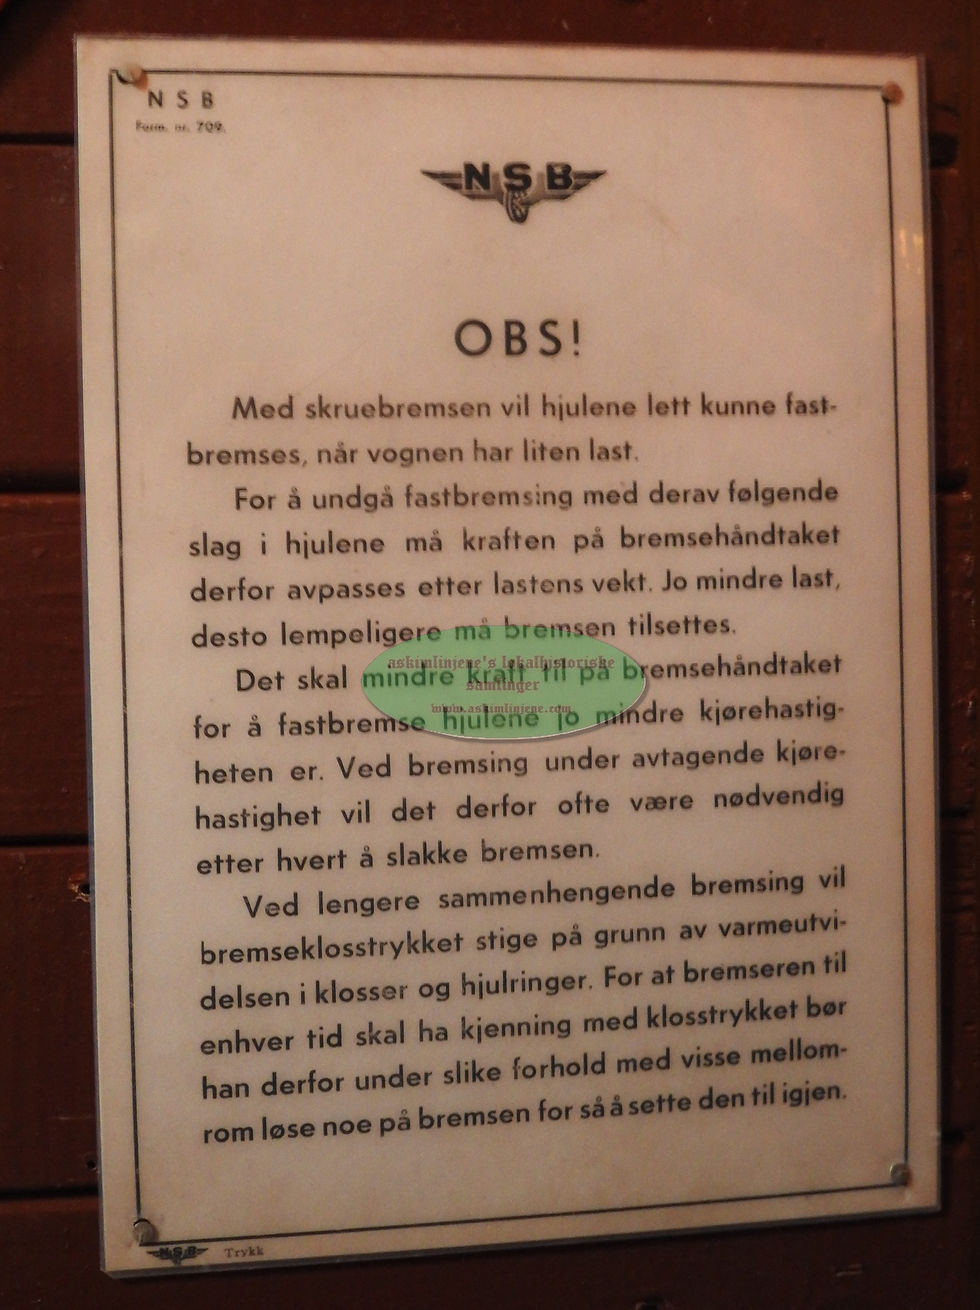 N S B
Form. nr. 709.
NSB
OBS!
Med skruebremsen vil hjulene lett kunne fast-
bremses, når vognen har liten last.
For å undgå fastbremsing med derav følgende
slag i hjulene må kraften på bremsehåndtaket
derfor avpasses etter lastens vekt. Jo mindre last,
desto lempeligere må bremsen tilsettes.
Det skal mindre kraft til på bremsehåndtaket
for å fastbremse hjulene jo mindre kjørehastig-
heten er. Ved bremsing under avtagende kjøre-
hastighet vil det derfor ofte være nødvendig
etter hvert å slakke bremsen.
Ved lengere sammenhengende bremsing vil
bremseklosstrykket stige på grunn av varmeutvi-
delsen i klosser og hjulringer. For at bremseren til
enhver tid skal ha kjenning med klosstrykket bør
han derfor under slike forhold med visse mellom-
rom løse noe på bremsen for så å sette den til igjen.
NSB Trykk
askimlinjene's lokalhistoriske
samlinger
www.askimlinjene.com